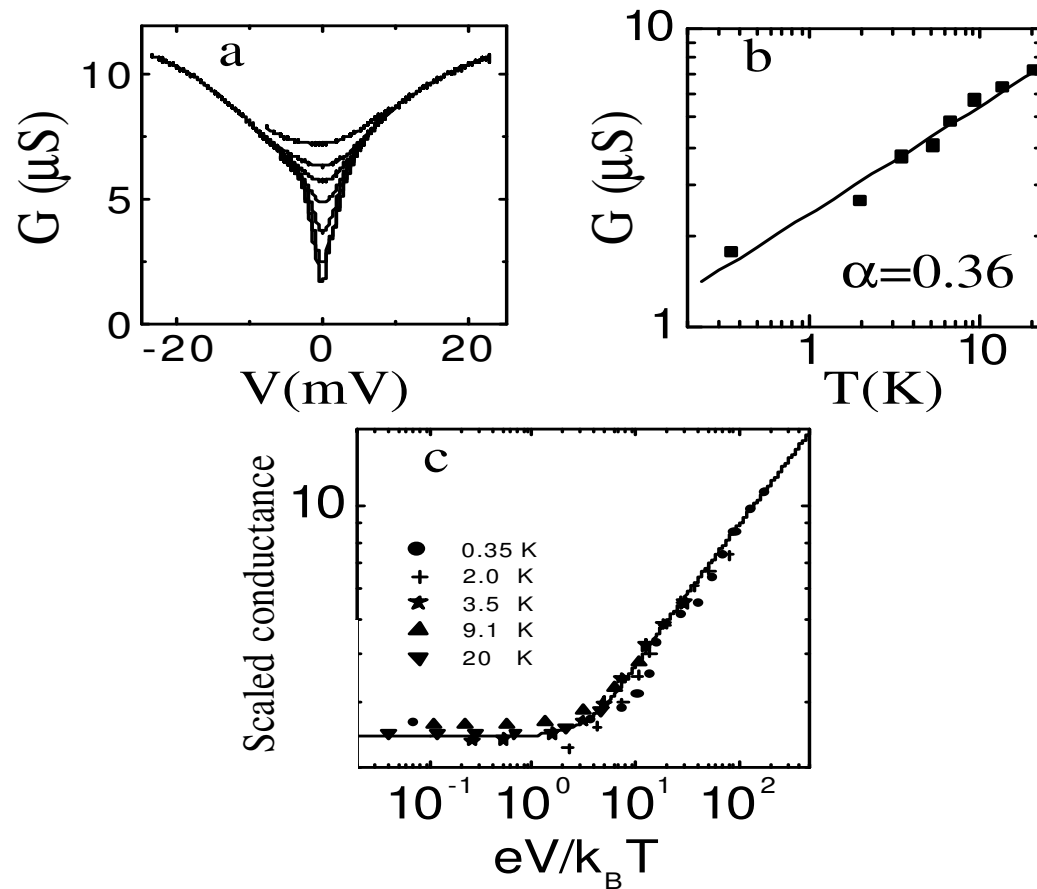 a
10
5
0
G (μS)
-20 0 20
V(mV)
b
10
1
G (μS)
α=0.36
1 10
T(K)
c
10
Scaled conductance
0.35 K
2.0 K
3.5 K
9.1 K
20 K
10⁻¹ 10⁰ 10¹ 10²
eV/k_BT